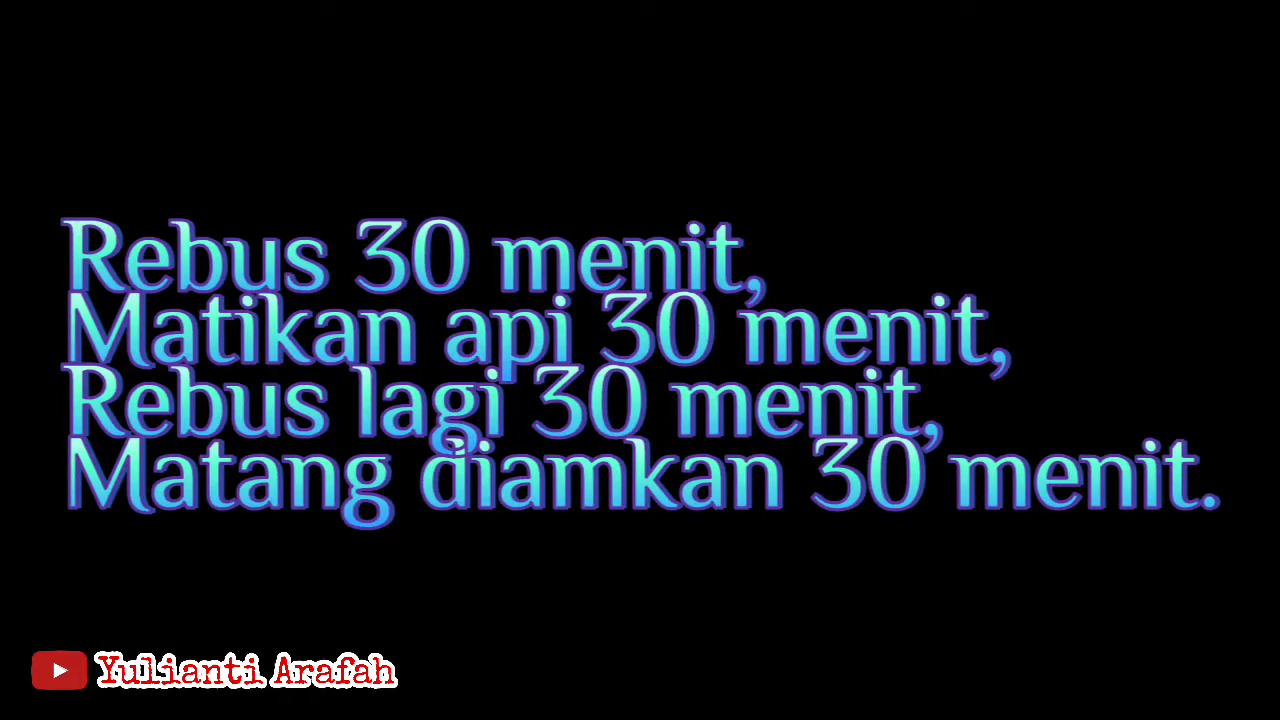 Rebus 30 menit,
Matikan api 30 menit,
Rebus lagi 30 menit,
Matang diamkan 30 menit.
Yulianti Arafah